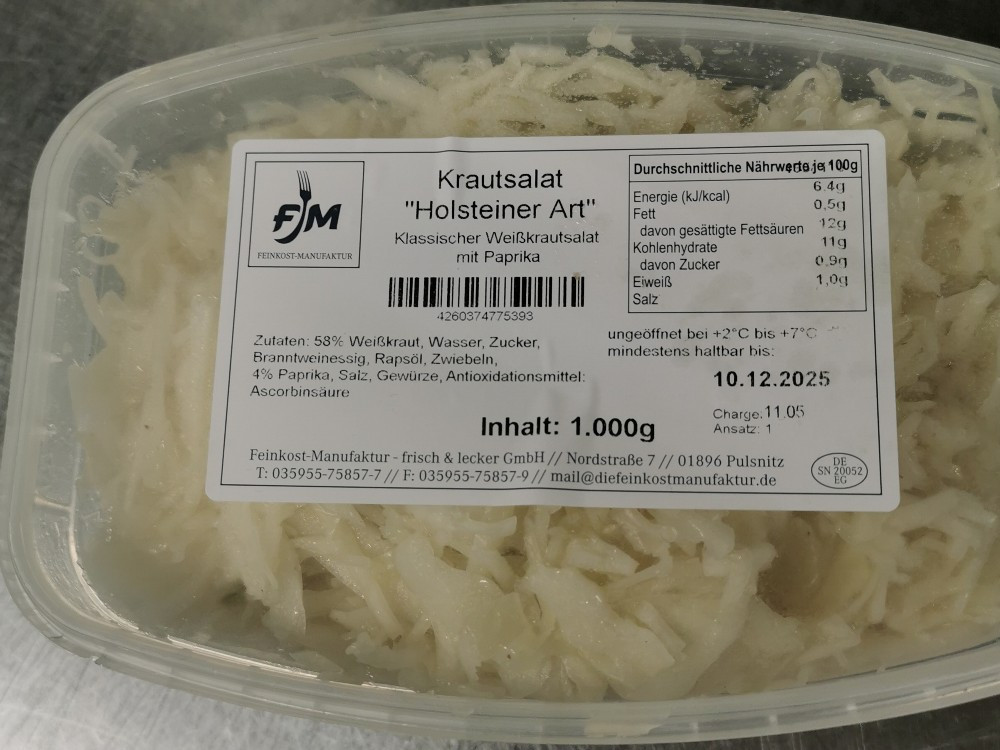 FJM
FEINKOST-MANUFAKTUR
Krautsalat
"Holsteiner Art"
Klassischer Weißkrautsalat
mit Paprika
4260374775393
Durchschnittliche Nährwerte je 100g
Energie (kJ/kcal)
6.4g
Fett
0,5g
davon gesättigte Fettsäuren
12g
Kohlenhydrate
11g
davon Zucker
0.9g
Eiweiß
1,0g
Salz
Zutaten: 58% Weißkraut, Wasser, Zucker,
Branntweinessig, Rapsöl, Zwiebeln,
4% Paprika, Salz, Gewürze, Antioxidationsmittel:
Ascorbinsäure
ungeöffnet bei +2°C bis +7°C
mindestens haltbar bis:
10.12.2025
Inhalt: 1.000g
Charge: 11.05
Ansatz: 1
Feinkost-Manufaktur - frisch & lecker GmbH // Nordstraße 7 // 01896 Pulsnitz
T: 035955-75857-7 // F: 035955-75857-9 // mail@diefeinkostmanufaktur.de
DE
SN 20052
EG